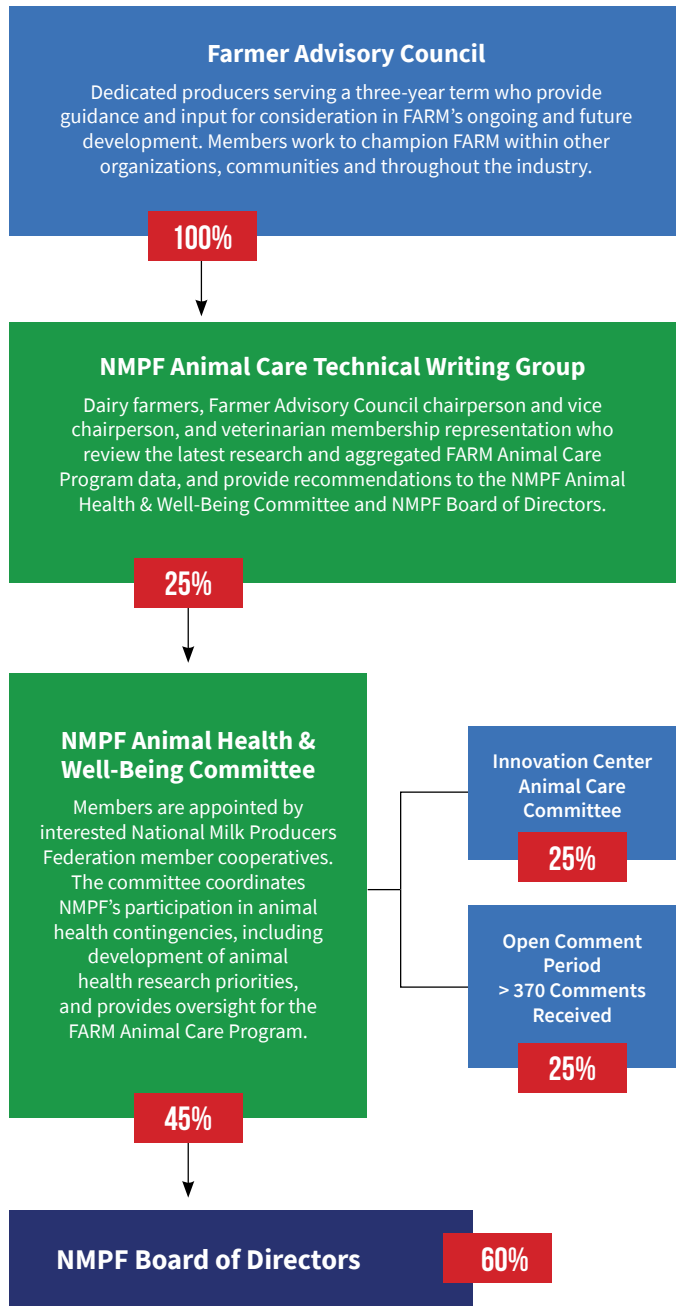 Farmer Advisory Council
Dedicated producers serving a three-year term who provide
guidance and input for consideration in FARM’s ongoing and future
development. Members work to champion FARM within other
organizations, communities and throughout the industry.
100%
NMPF Animal Care Technical Writing Group
Dairy farmers, Farmer Advisory Council chairperson and vice
chairperson, and veterinarian membership representation who
review the latest research and aggregated FARM Animal Care
Program data, and provide recommendations to the NMPF Animal
Health & Well-Being Committee and NMPF Board of Directors.
25%
NMPF Animal Health &
Well-Being Committee
Members are appointed by
interested National Milk Producers
Federation member cooperatives.
The committee coordinates
NMPF’s participation in animal
health contingencies, including
development of animal
health research priorities,
and provides oversight for the
FARM Animal Care Program.
45%
Innovation Center
Animal Care
Committee
25%
Open Comment
Period
> 370 Comments
Received
25%
NMPF Board of Directors
60%